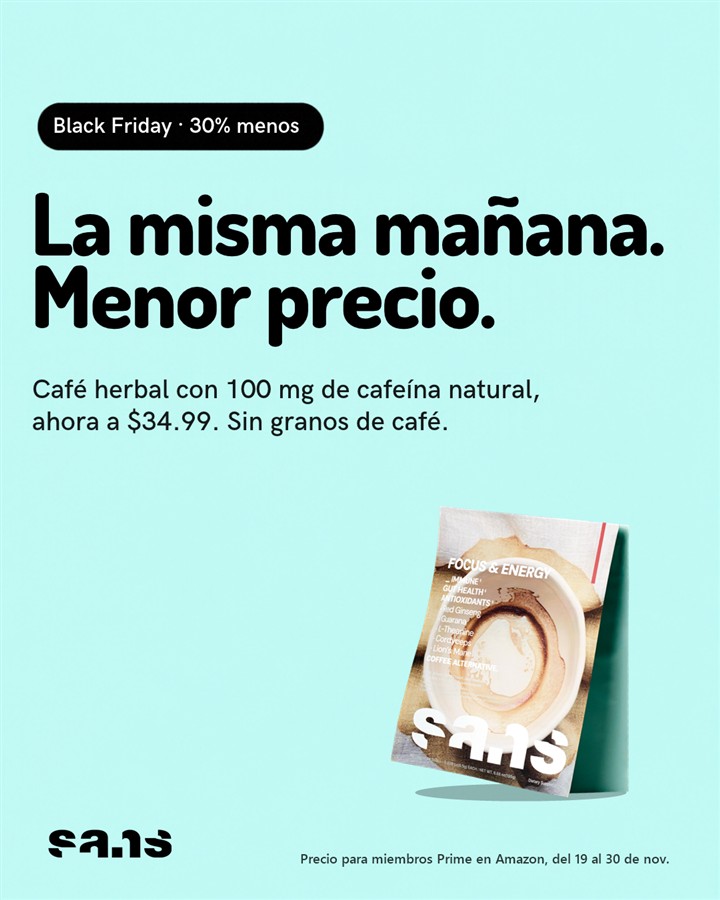 Black Friday · 30% menos
La misma mañana.
Menor precio.
Café herbal con 100 mg de cafeína natural,
ahora a $34.99. Sin granos de café.
FOCUS & ENERGY
IMMUNE
GUT HEALTH
ANTIOXIDANTS
Red Ginseng
Guarana
L-Theanine
Cordyceps
Lion's Mane
COFFEE ALTERNATIVE
sans
sans
Precio para miembros Prime en Amazon, del 19 al 30 de nov.